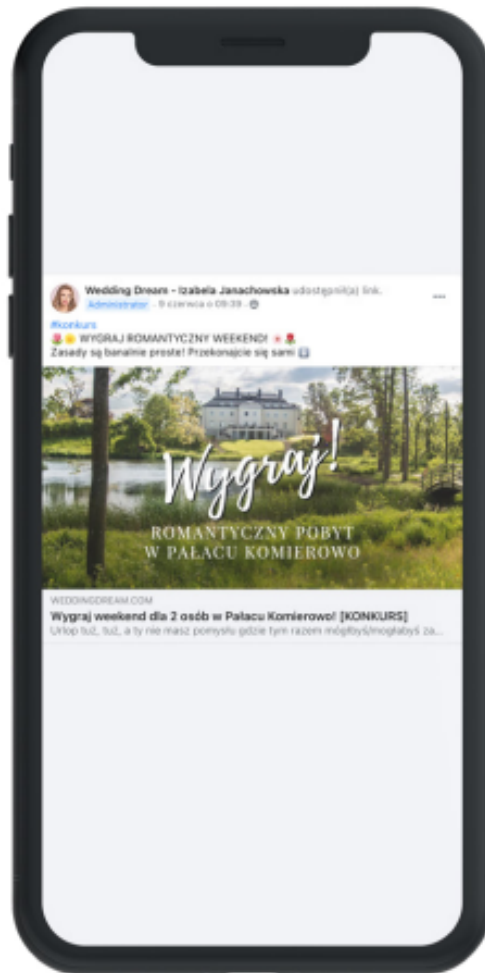 Wedding Dream - Izabela Janachowska udostępnił(a) link.
Administrator · 9 czerwca o 09:39 ·
#konkurs
WYGRAJ ROMANTYCZNY WEEKEND!
Zasady są banalnie proste! Przekonajcie się sami
Wygraj!
ROMANTYCZNY POBYT
W PAŁACU KOMIEROWO
WEDDINGDREAM.COM
Wygraj weekend dla 2 osób w Pałacu Komierowo! [KONKURS]
Urlop tuż, tuż, a ty nie masz pomysłu gdzie tym razem mógłbyś/mogłabyś za...